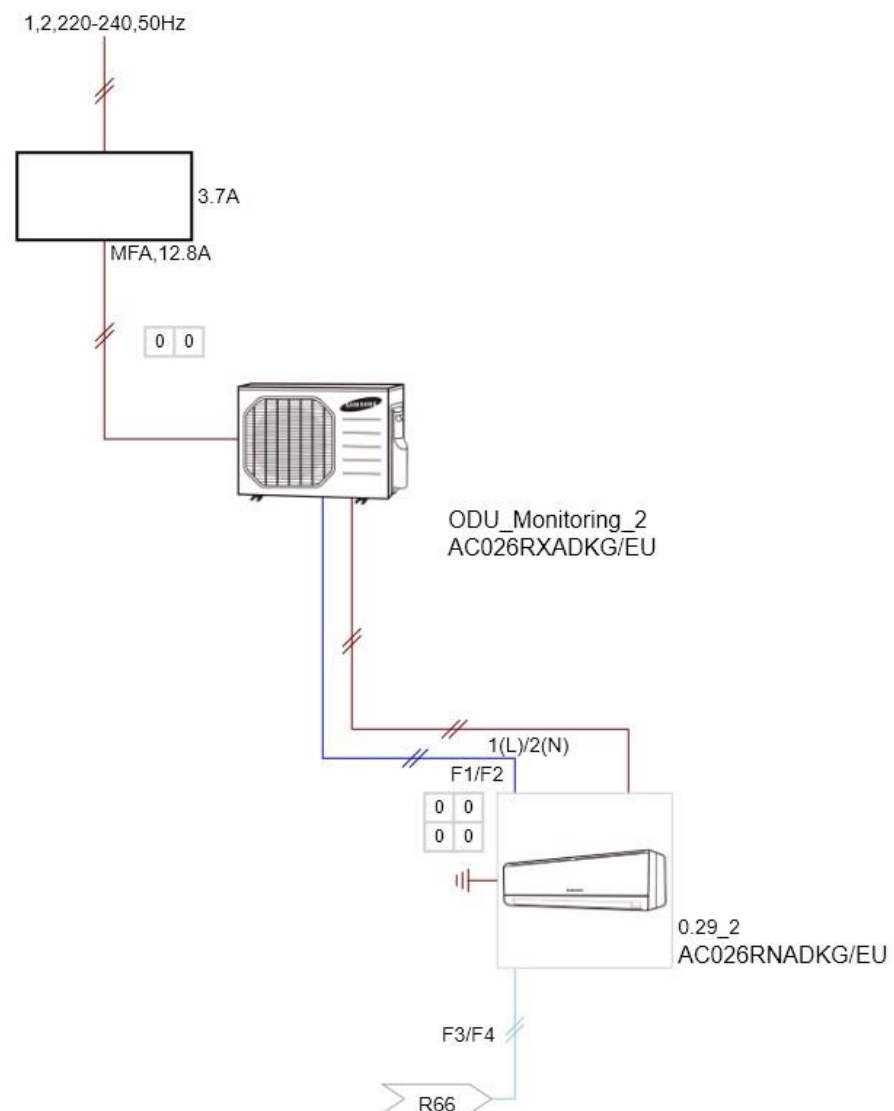 1,2,220-240,50Hz
3.7A
MFA,12.8A
0 0
SAMSUNG
ODU_Monitoring_2
AC026RXADKG/EU
1(L)/2(N)
F1/F2
0 0
0 0
0.29_2
AC026RNADKG/EU
F3/F4
R66